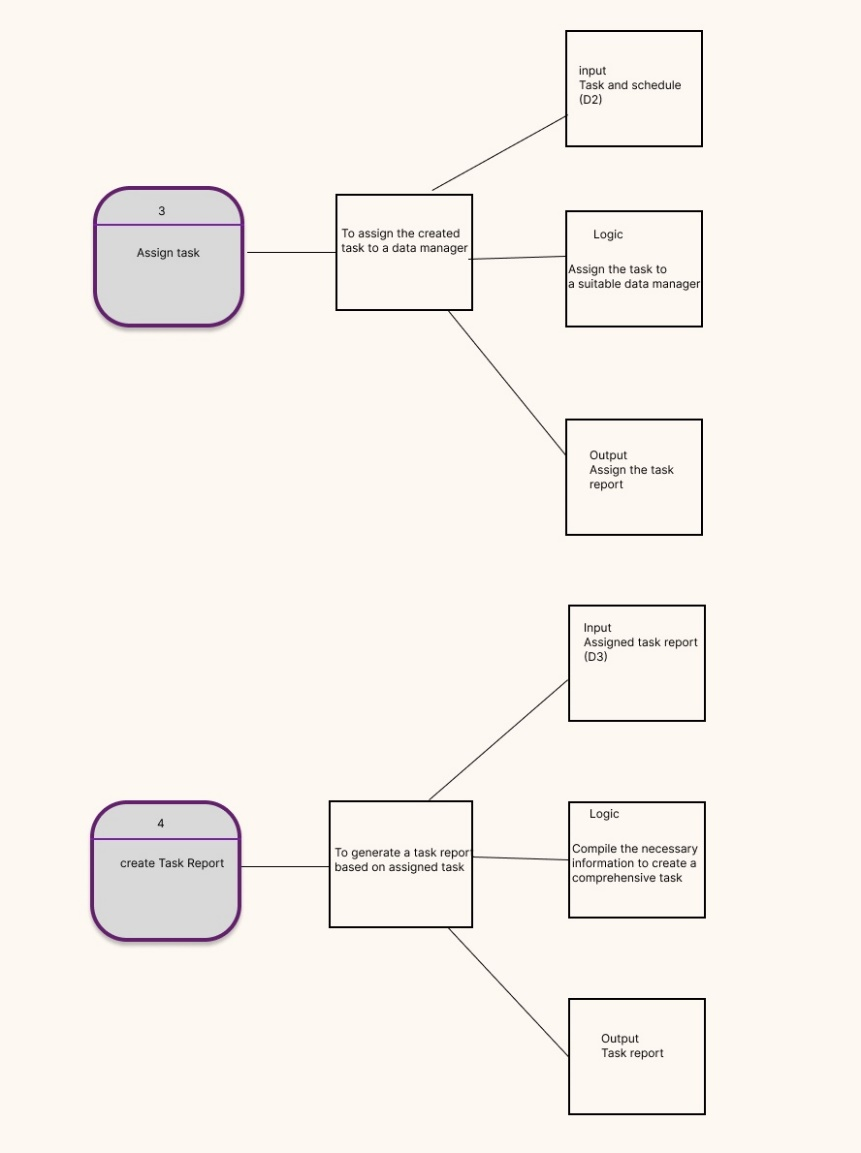 input
Task and schedule
(D2)
3
Assign task
To assign the created
task to a data manager
Logic
Assign the task to
a suitable data manager
Output
Assign the task
report
Input
Assigned task report
(D3)
4
create Task Report
To generate a task report
based on assigned task
Logic
Compile the necessary
information to create a
comprehensive task
Output
Task report